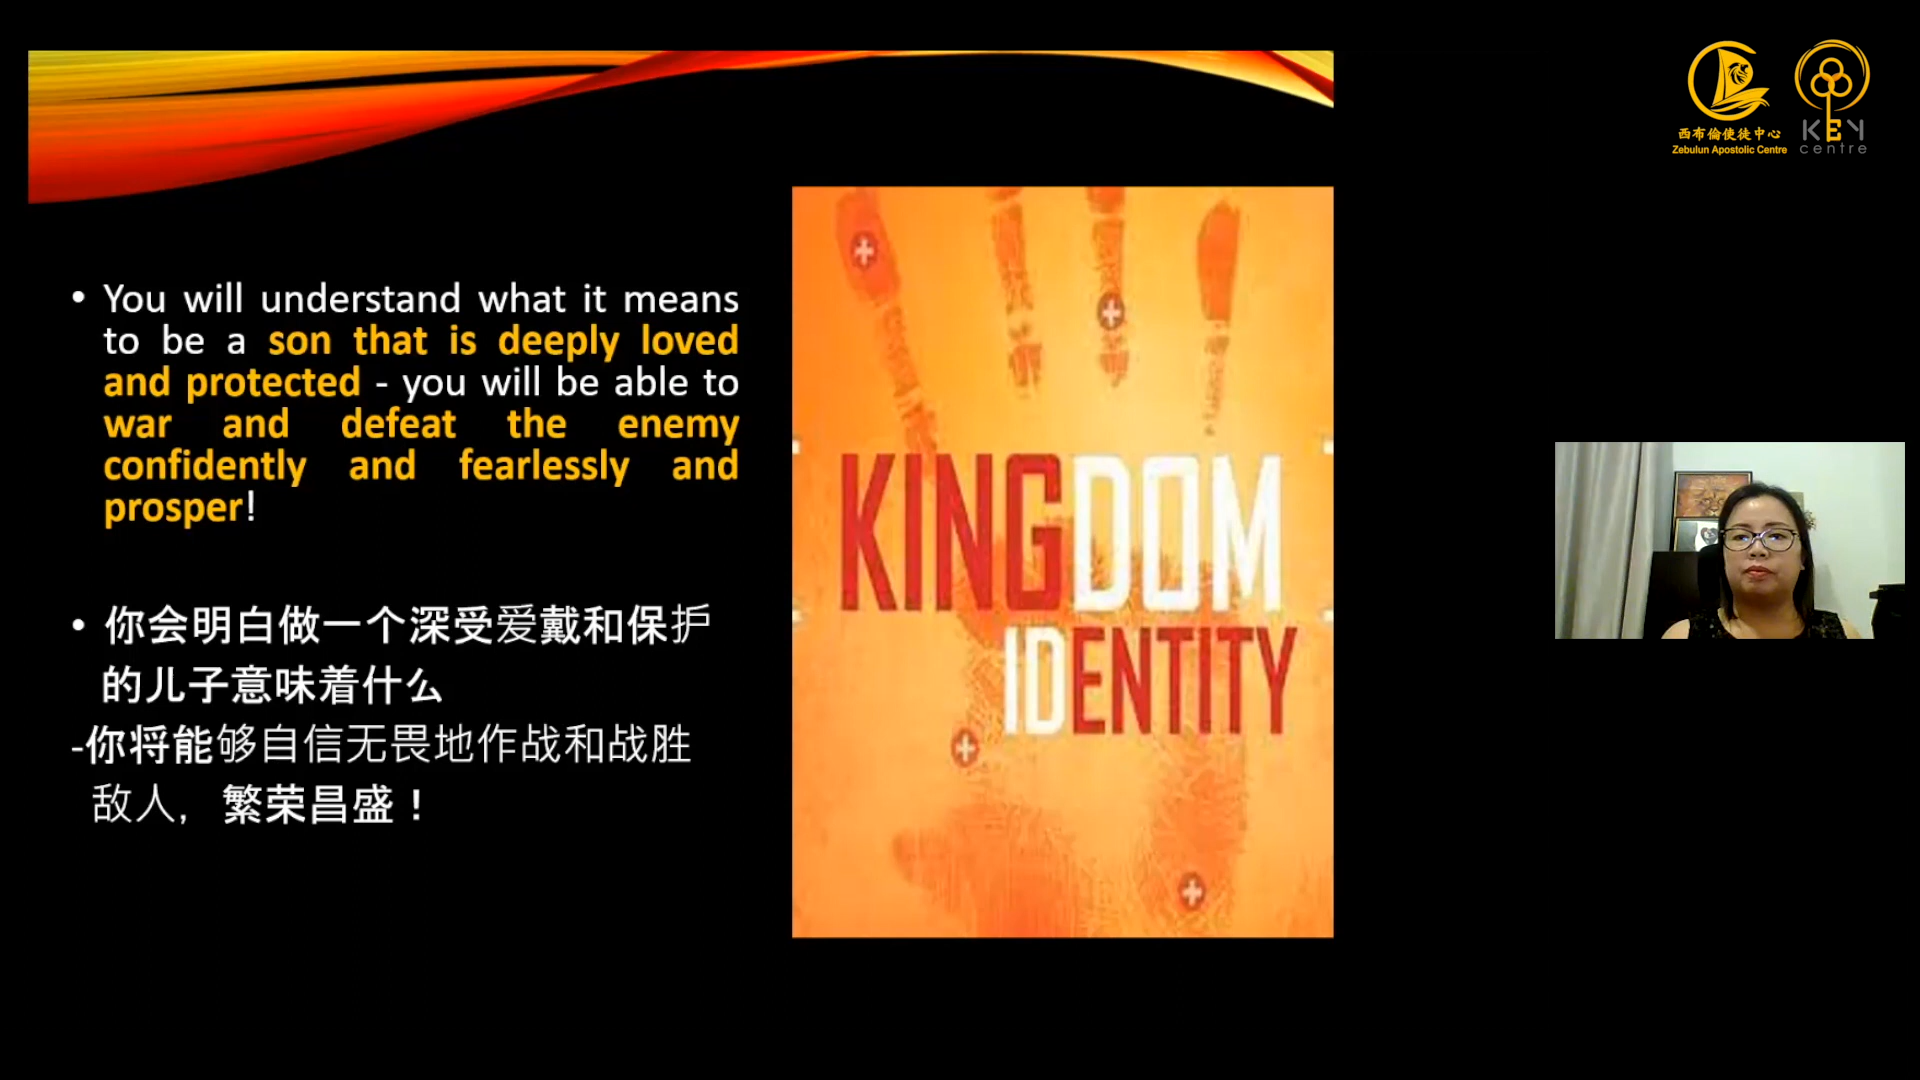 西布倫使徒中心
Zebulun Apostolic Centre
KEY
centre
• You will understand what it means
to be a son that is deeply loved
and protected - you will be able to
war and defeat the enemy
confidently and fearlessly and
prosper!
• 你会明白做一个深受爱戴和保护
的儿子意味着什么
-你将能够自信无畏地作战和战胜
敌人，繁荣昌盛！
KINGDOM
IDENTITY